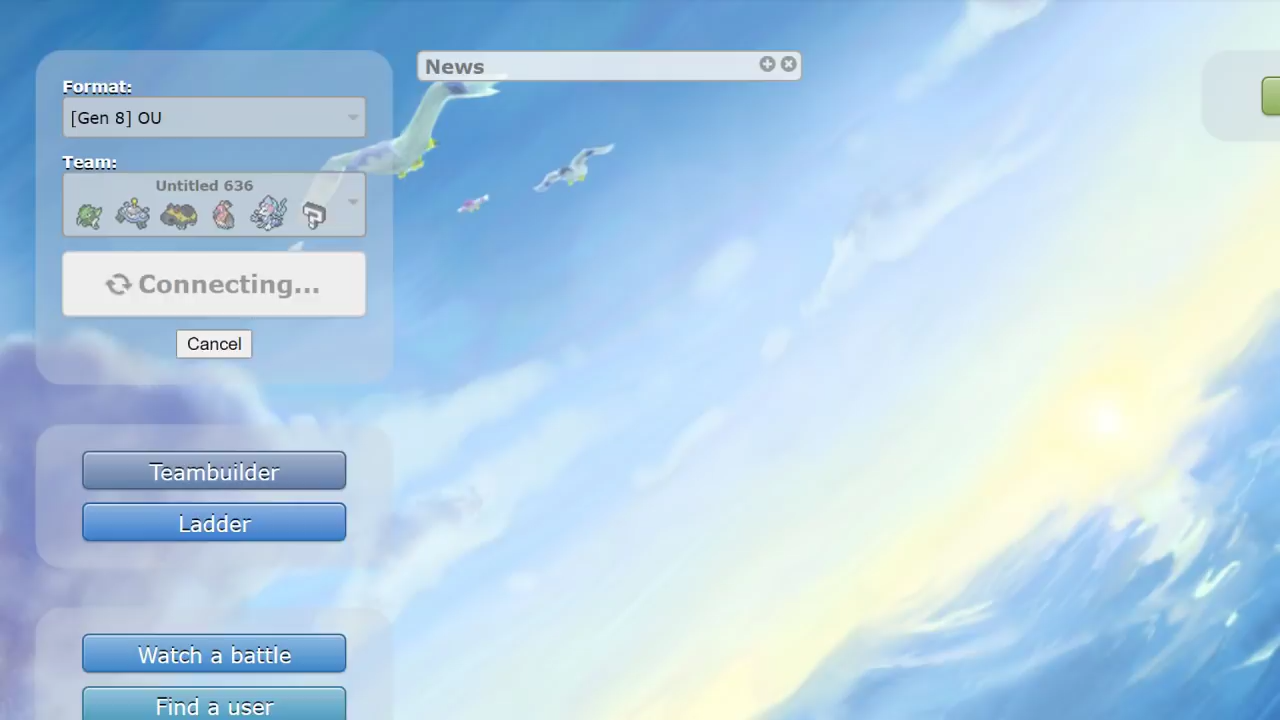 Format:
[Gen 8] OU
Team:
Untitled 636
Connecting...
Cancel
Teambuilder
Ladder
Watch a battle
Find a user
News